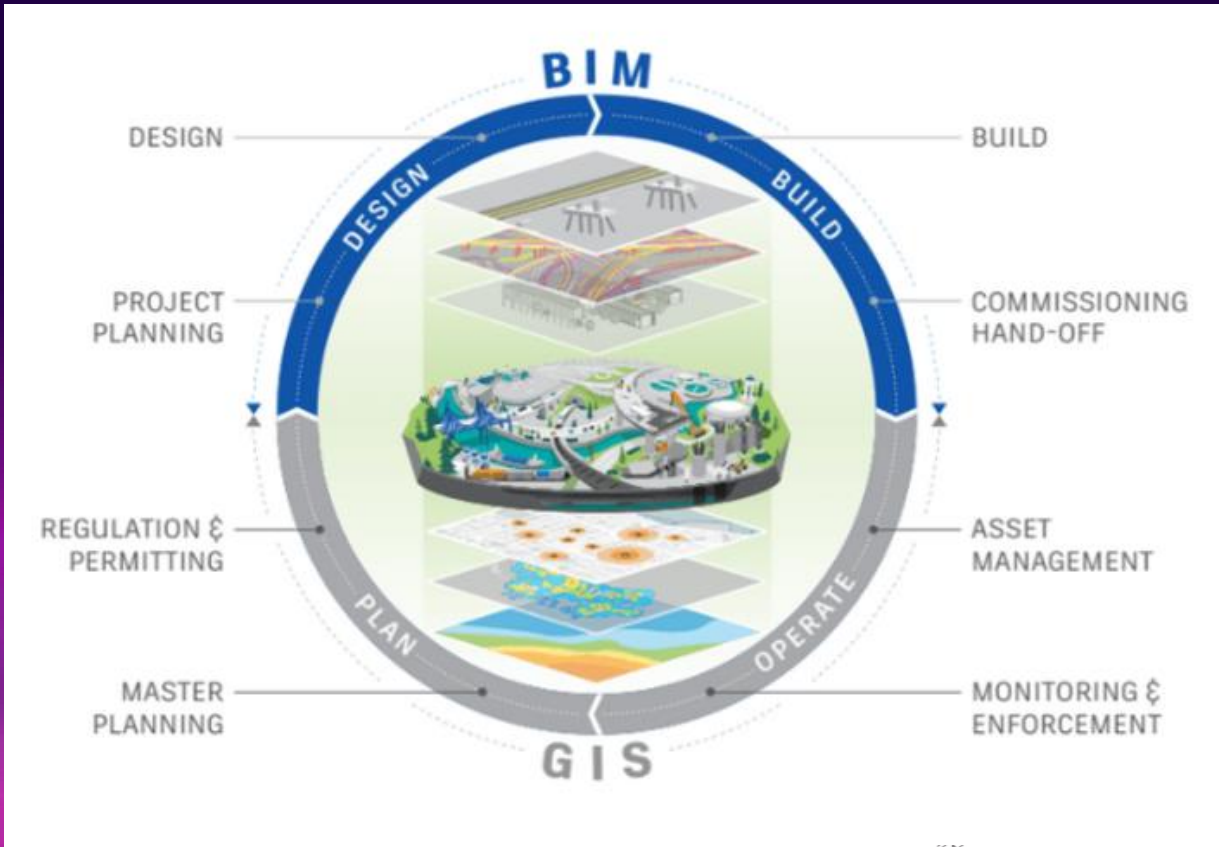 BIM
DESIGN
BUILD
DESIGN
BUILD
PROJECT
PLANNING
COMMISSIONING
HAND-OFF
REGULATION &
PERMITTING
ASSET
MANAGEMENT
PLAN
OPERATE
MASTER
PLANNING
MONITORING &
ENFORCEMENT
GIS